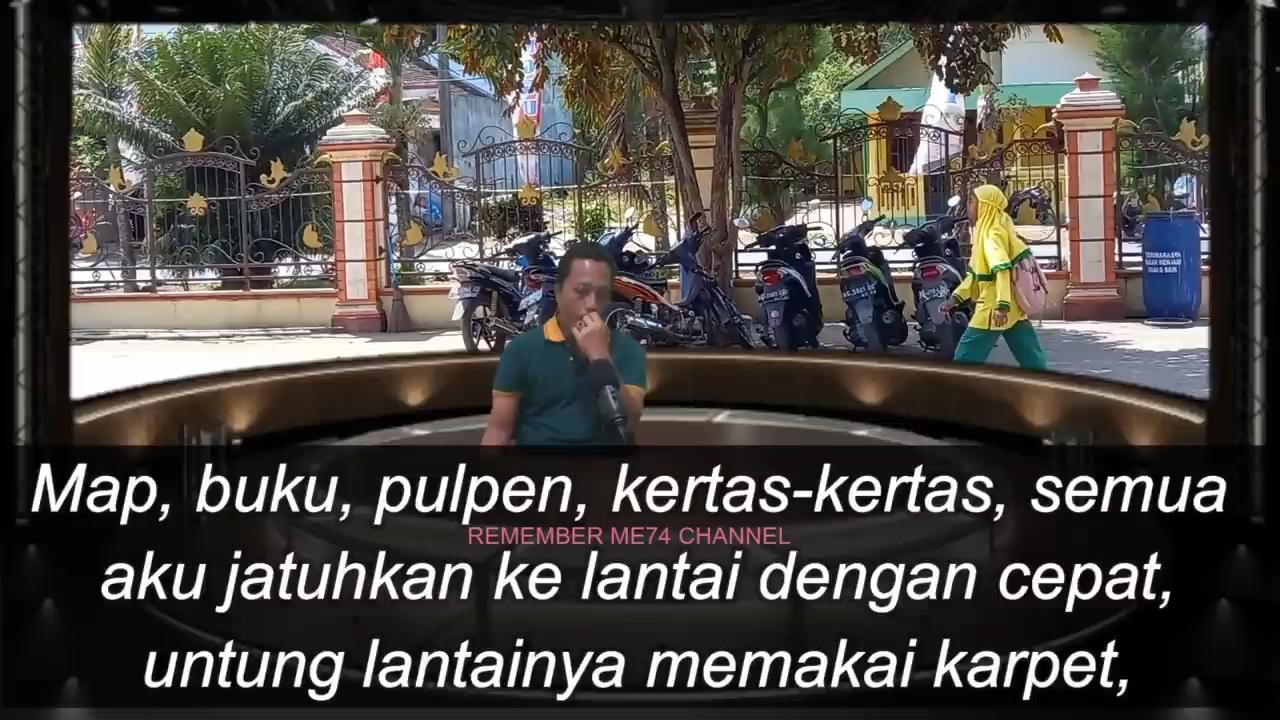 Map, buku, pulpen, kertas-kertas, semua
REMEMBER ME74 CHANNEL
aku jatuhkan ke lantai dengan cepat,
untung lantainya memakai karpet,